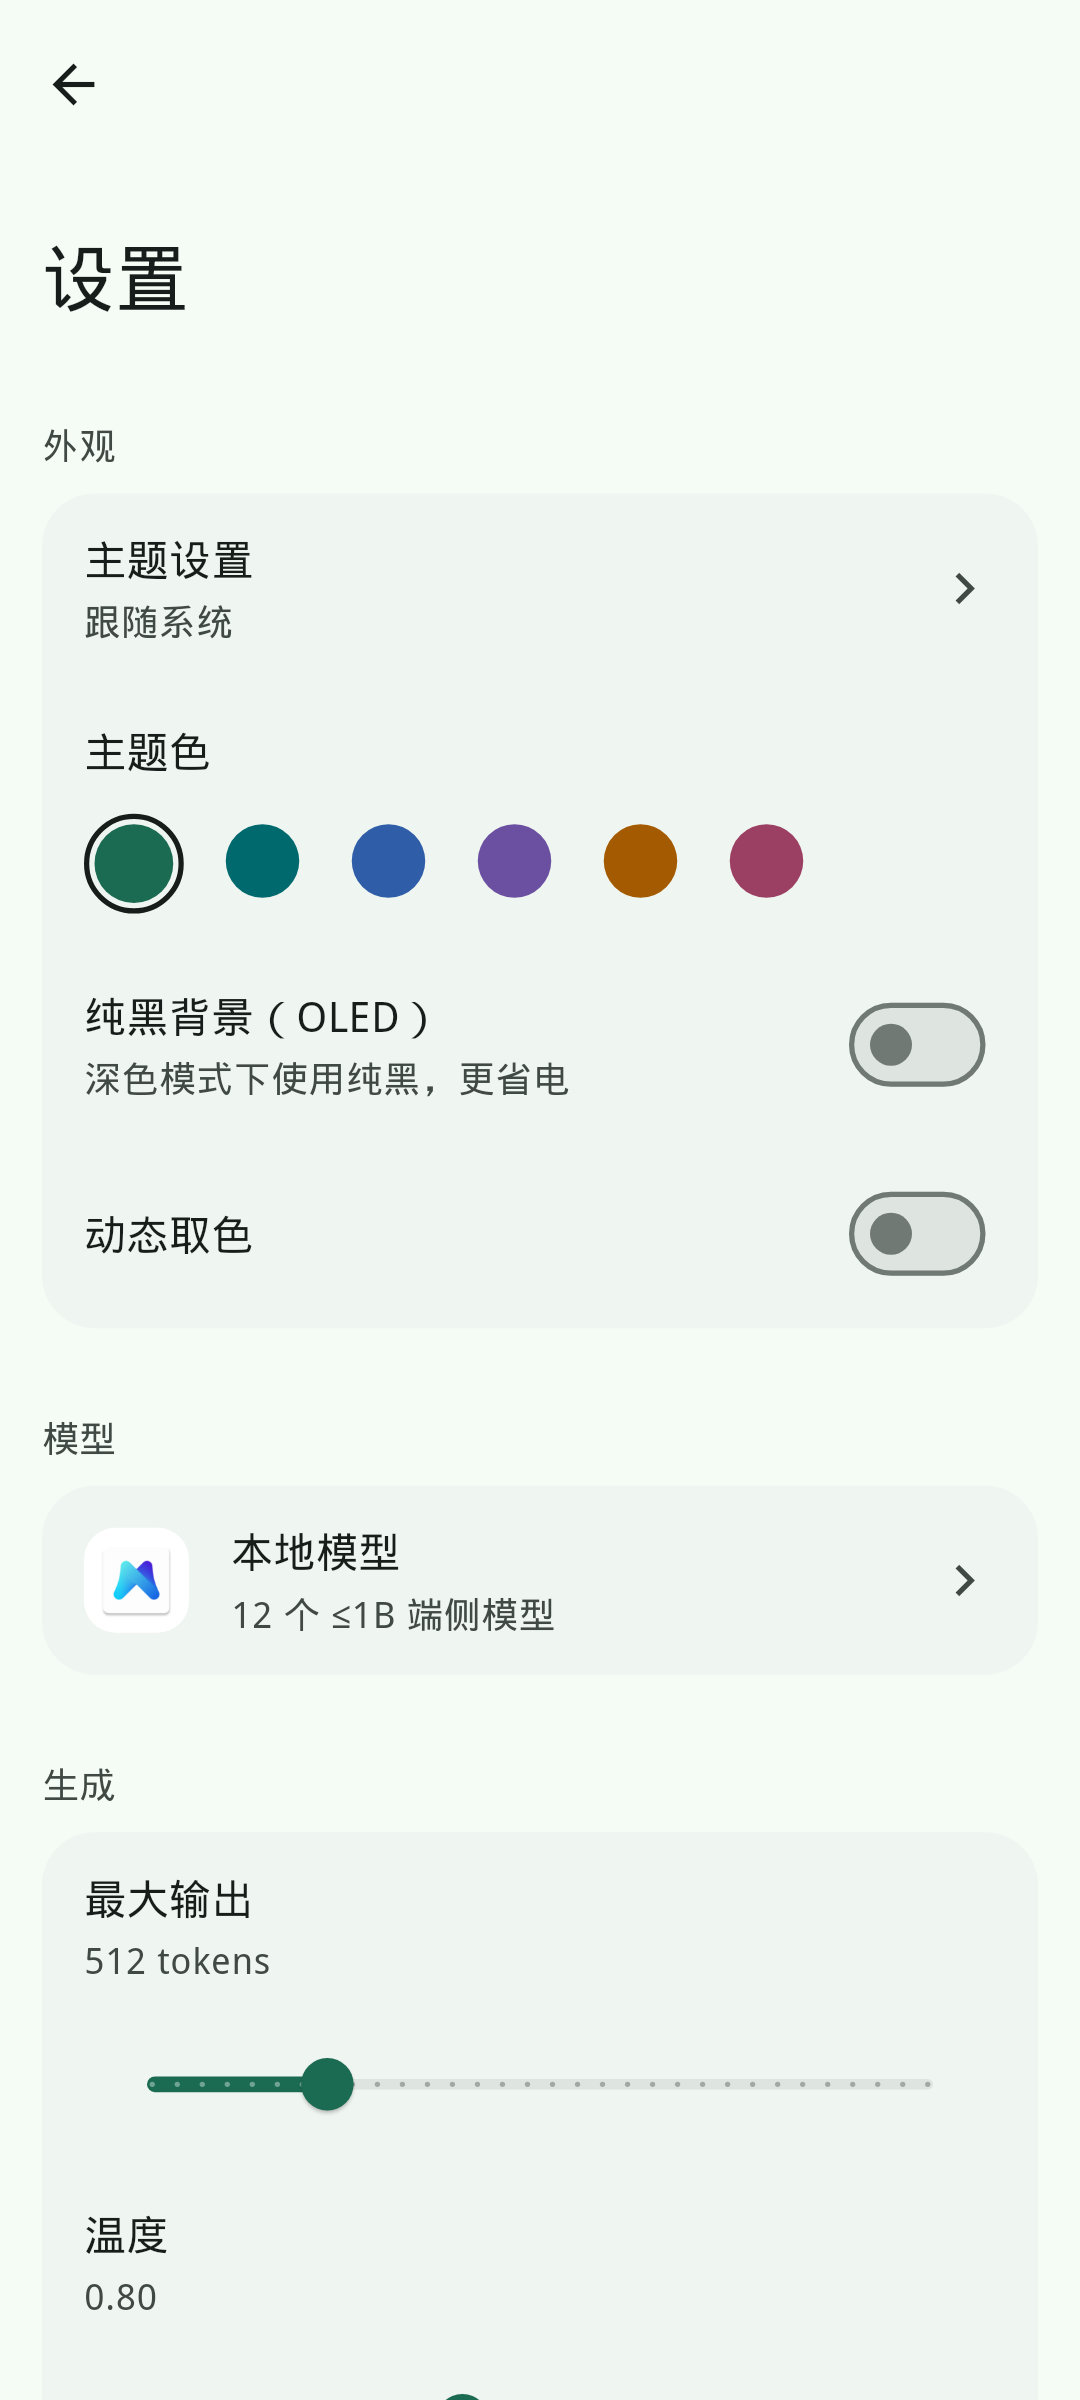 设置
外观
主题设置
跟随系统
主题色
纯黑背景（OLED）
深色模式下使用纯黑，更省电
动态取色
模型
本地模型
12 个 ≤1B 端侧模型
生成
最大输出
512 tokens
温度
0.80